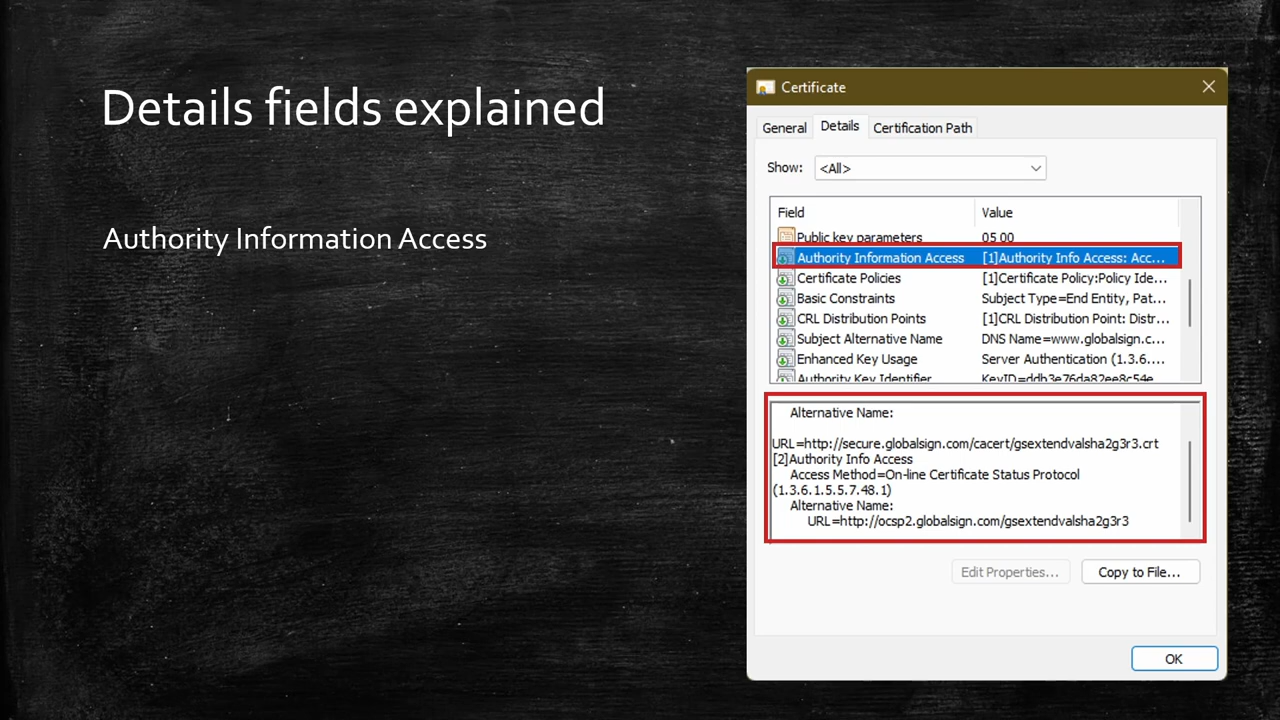 Details fields explained
Authority Information Access
Certificate
General Details Certification Path
Show: <All>
Field Value
Public key parameters 05 00
Authority Information Access [1]Authority Info Access: Acc...
Certificate Policies [1]Certificate Policy:Policy Ide...
Basic Constraints Subject Type=End Entity, Pat...
CRL Distribution Points [1]CRL Distribution Point: Distr...
Subject Alternative Name DNS Name=www.globalsign.c...
Enhanced Key Usage Server Authentication (1.3.6....
Authority Key Identifier KeyID=ddb3e76da82ee8c54e
Alternative Name:
URL=http://secure.globalsign.com/cacert/gsextendvalsha2g3r3.crt
[2]Authority Info Access
Access Method=On-line Certificate Status Protocol
(1.3.6.1.5.5.7.48.1)
Alternative Name:
URL=http://ocsp2.globalsign.com/gsextendvalsha2g3r3
Edit Properties... Copy to File...
OK